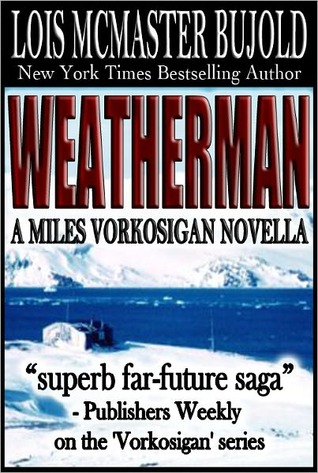 LOIS MCMASTER BUJOLD
New York Times Bestselling Author
WEATHERMAN
A MILES VORKOSIGAN NOVELLA
“superb far-future saga”
- Publishers Weekly
on the 'Vorkosigan' series